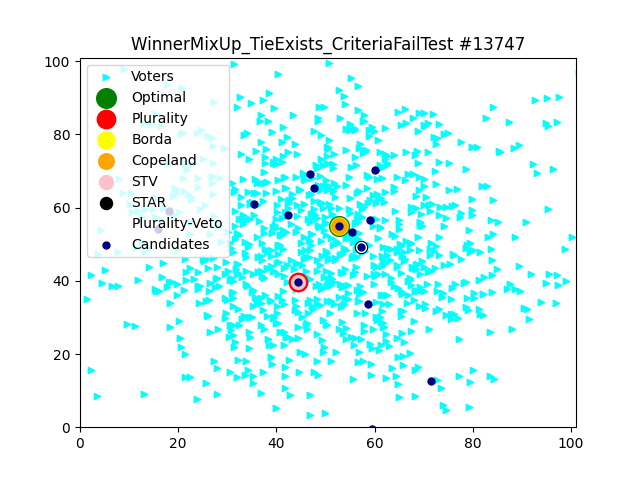 WinnerMixUp_TieExists_CriteriaFailTest #13747
100
80
60
40
20
0
Voters
Optimal
Plurality
Borda
Copeland
STV
STAR
Plurality-Veto
Candidates
0 20 40 60 80 100